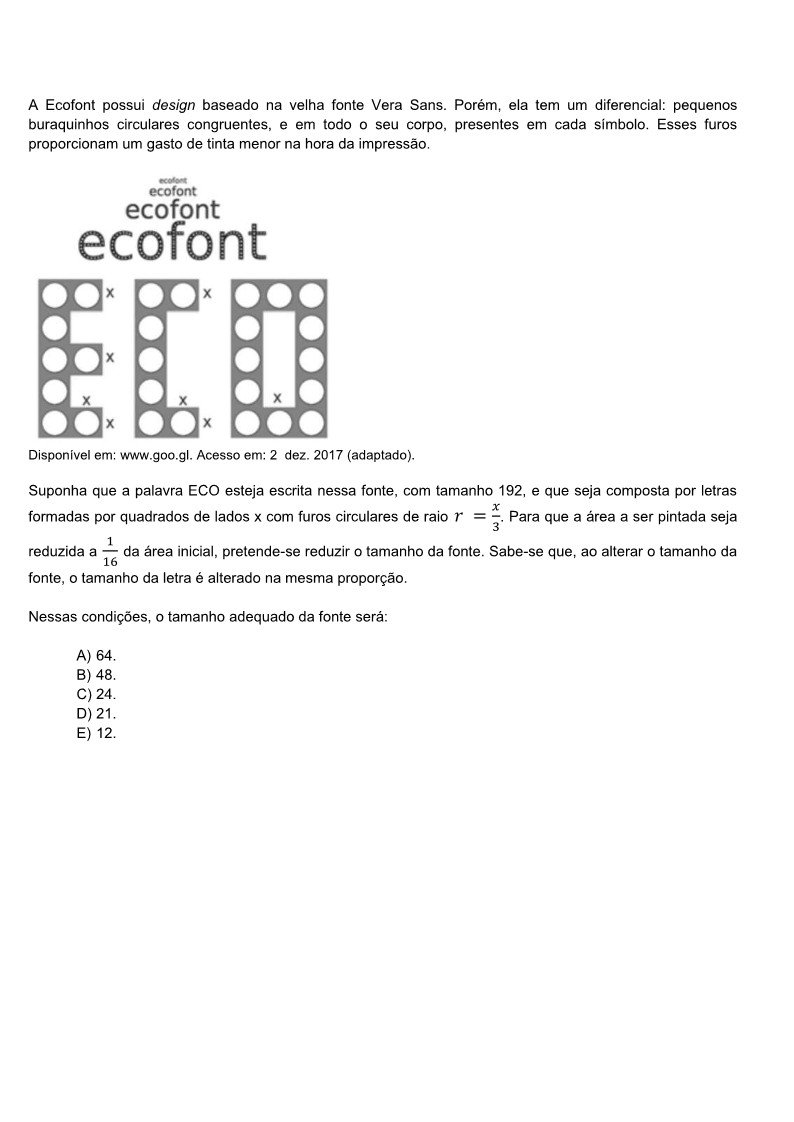 A Ecofont possui design baseado na velha fonte Vera Sans. Porém, ela tem um diferencial: pequenos
buraquinhos circulares congruentes, e em todo o seu corpo, presentes em cada símbolo. Esses furos
proporcionam um gasto de tinta menor na hora da impressão.
ecofont
ecofont
ecofont
ecofont
ECO
x x
x
x x x
x x
Disponível em: www.goo.gl. Acesso em: 2 dez. 2017 (adaptado).
Suponha que a palavra ECO esteja escrita nessa fonte, com tamanho 192, e que seja composta por letras
formadas por quadrados de lados x com furos circulares de raio r = x/3. Para que a área a ser pintada seja
reduzida a 1/16 da área inicial, pretende-se reduzir o tamanho da fonte. Sabe-se que, ao alterar o tamanho da
fonte, o tamanho da letra é alterado na mesma proporção.
Nessas condições, o tamanho adequado da fonte será:
A) 64.
B) 48.
C) 24.
D) 21.
E) 12.